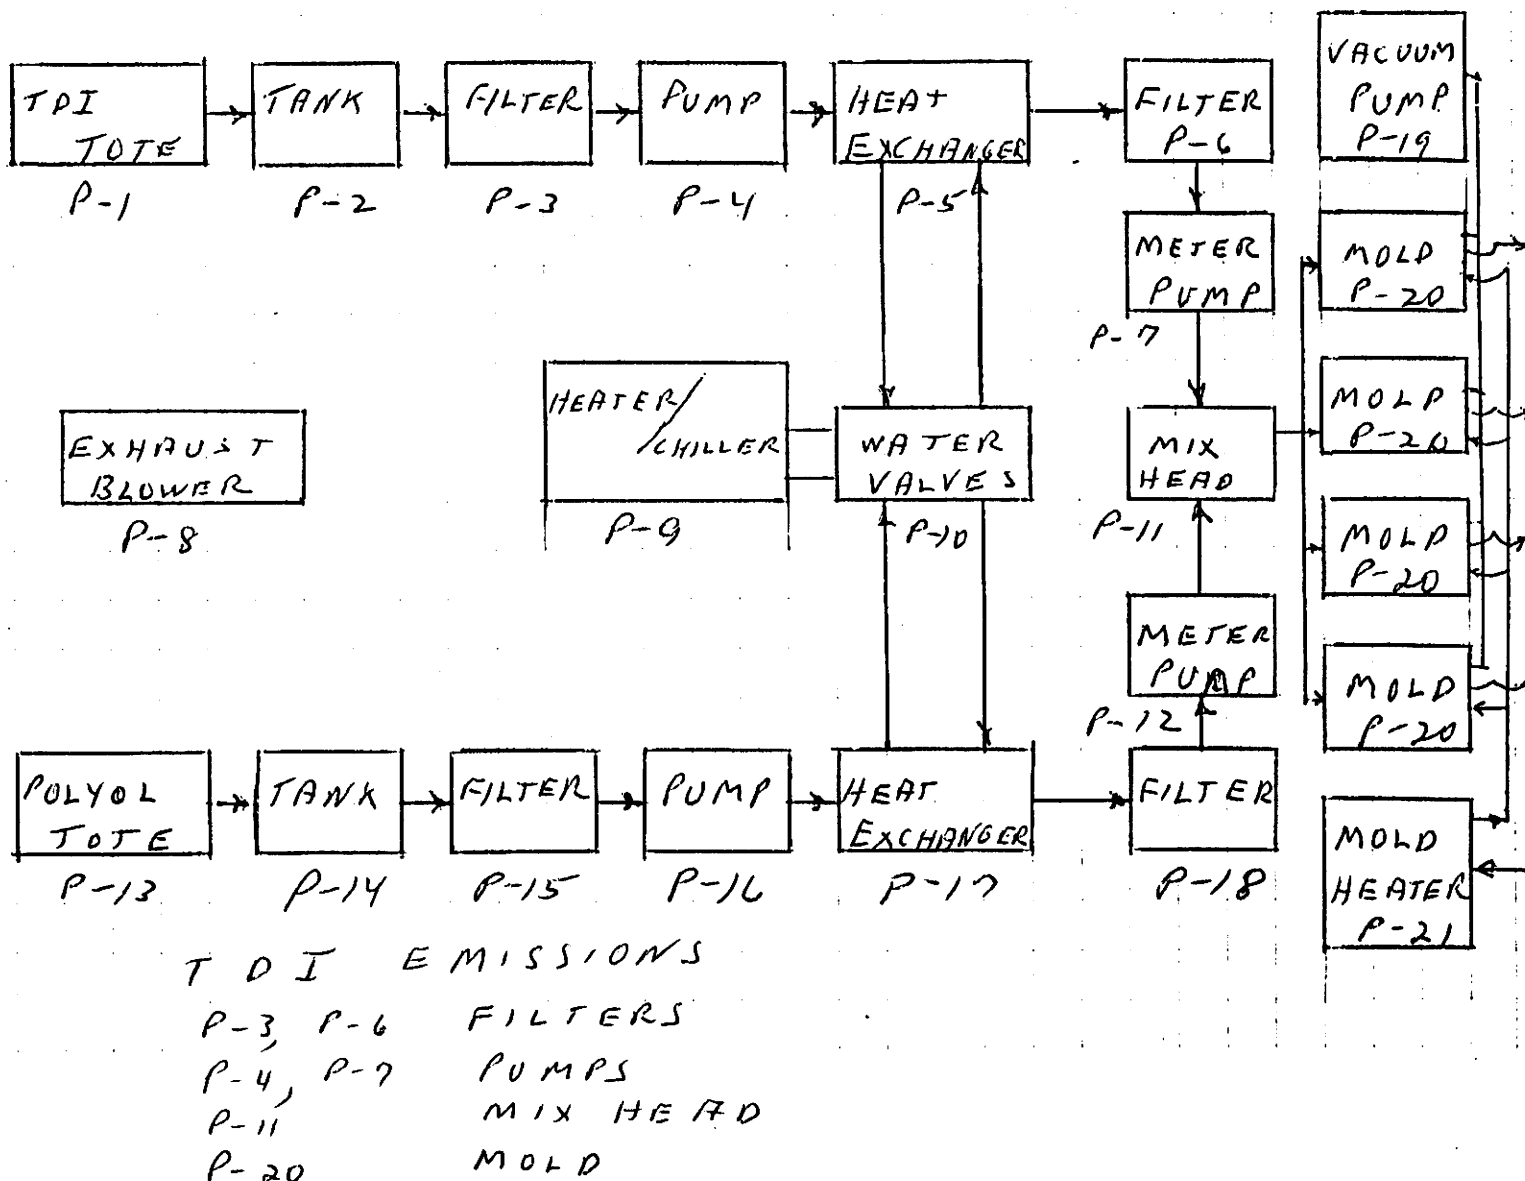 TDI
TOTE
P-1
TANK
P-2
FILTER
P-3
PUMP
P-4
HEAT
EXCHANGER
P-5
FILTER
P-6
VACUUM
PUMP
P-19
METER
PUMP
P-7
MOLD
P-20
EXHAUST
BLOWER
P-8
HEATER/
CHILLER
P-9
WATER
VALVES
P-10
MIX
HEAD
P-11
MOLD
P-20
MOLD
P-20
METER
PUMP
P-12
MOLD
P-20
POLYOL
TOTE
P-13
TANK
P-14
FILTER
P-15
PUMP
P-16
HEAT
EXCHANGER
P-17
FILTER
P-18
MOLD
HEATER
P-21
TDI EMISSIONS
P-3, P-6 FILTERS
P-4, P-7 PUMPS
P-11 MIX HEAD
P-20 MOLD